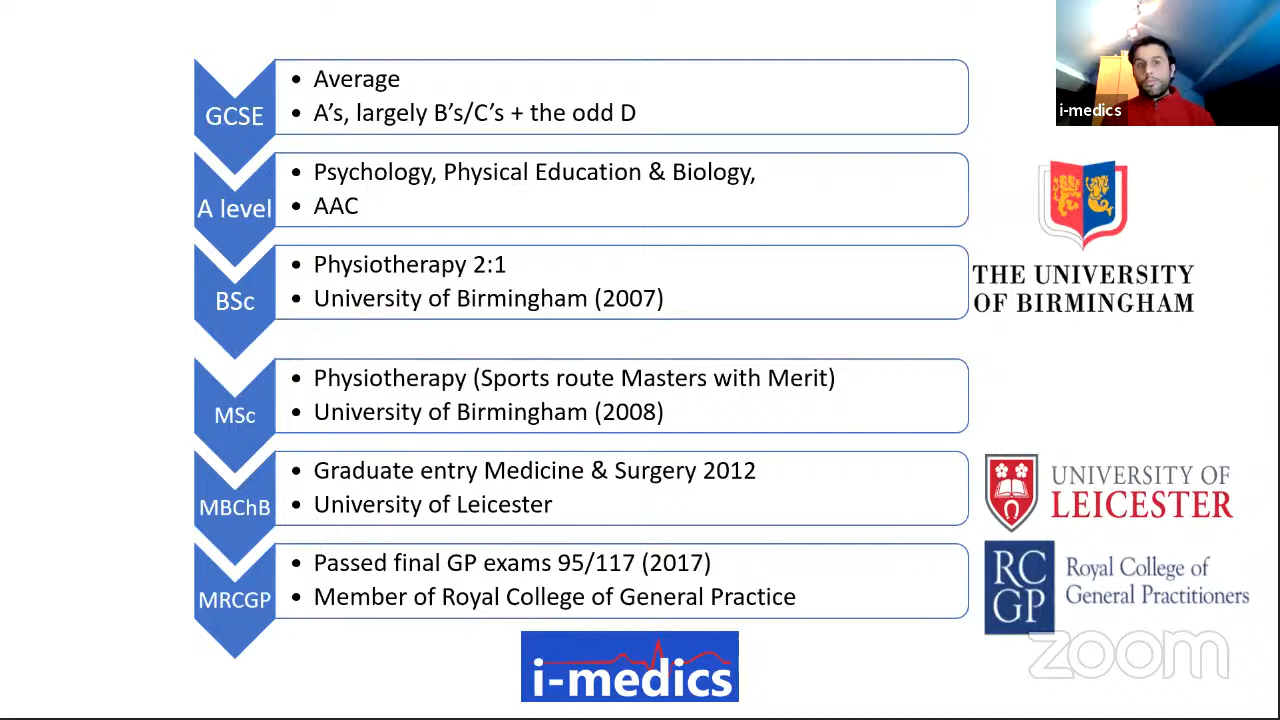 GCSE
• Average
• A’s, largely B’s/C’s + the odd D
A level
• Psychology, Physical Education & Biology,
• AAC
BSc
• Physiotherapy 2:1
• University of Birmingham (2007)
MSc
• Physiotherapy (Sports route Masters with Merit)
• University of Birmingham (2008)
MBChB
• Graduate entry Medicine & Surgery 2012
• University of Leicester
MRCGP
• Passed final GP exams 95/117 (2017)
• Member of Royal College of General Practice
i-medics
i-medics
THE UNIVERSITY
OF BIRMINGHAM
UNIVERSITY OF
LEICESTER
RC
GP
Royal College of
General Practitioners
zoom